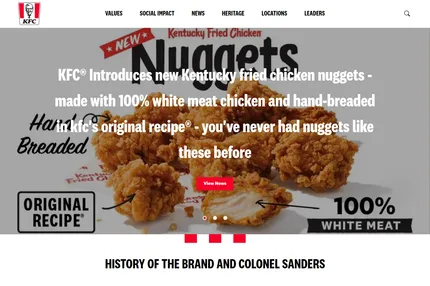 KFC
VALUES SOCIAL IMPACT NEWS HERITAGE LOCATIONS LEADERS
NEW
Kentucky Fried Chicken
Nuggets
KFC® Introduces new Kentucky fried chicken nuggets -
made with 100% white meat chicken and hand-breaded
in kfc's original recipe® - you've never had nuggets like
these before
Hand
Breaded
View News
ORIGINAL
RECIPE®
100%
WHITE MEAT
HISTORY OF THE BRAND AND COLONEL SANDERS